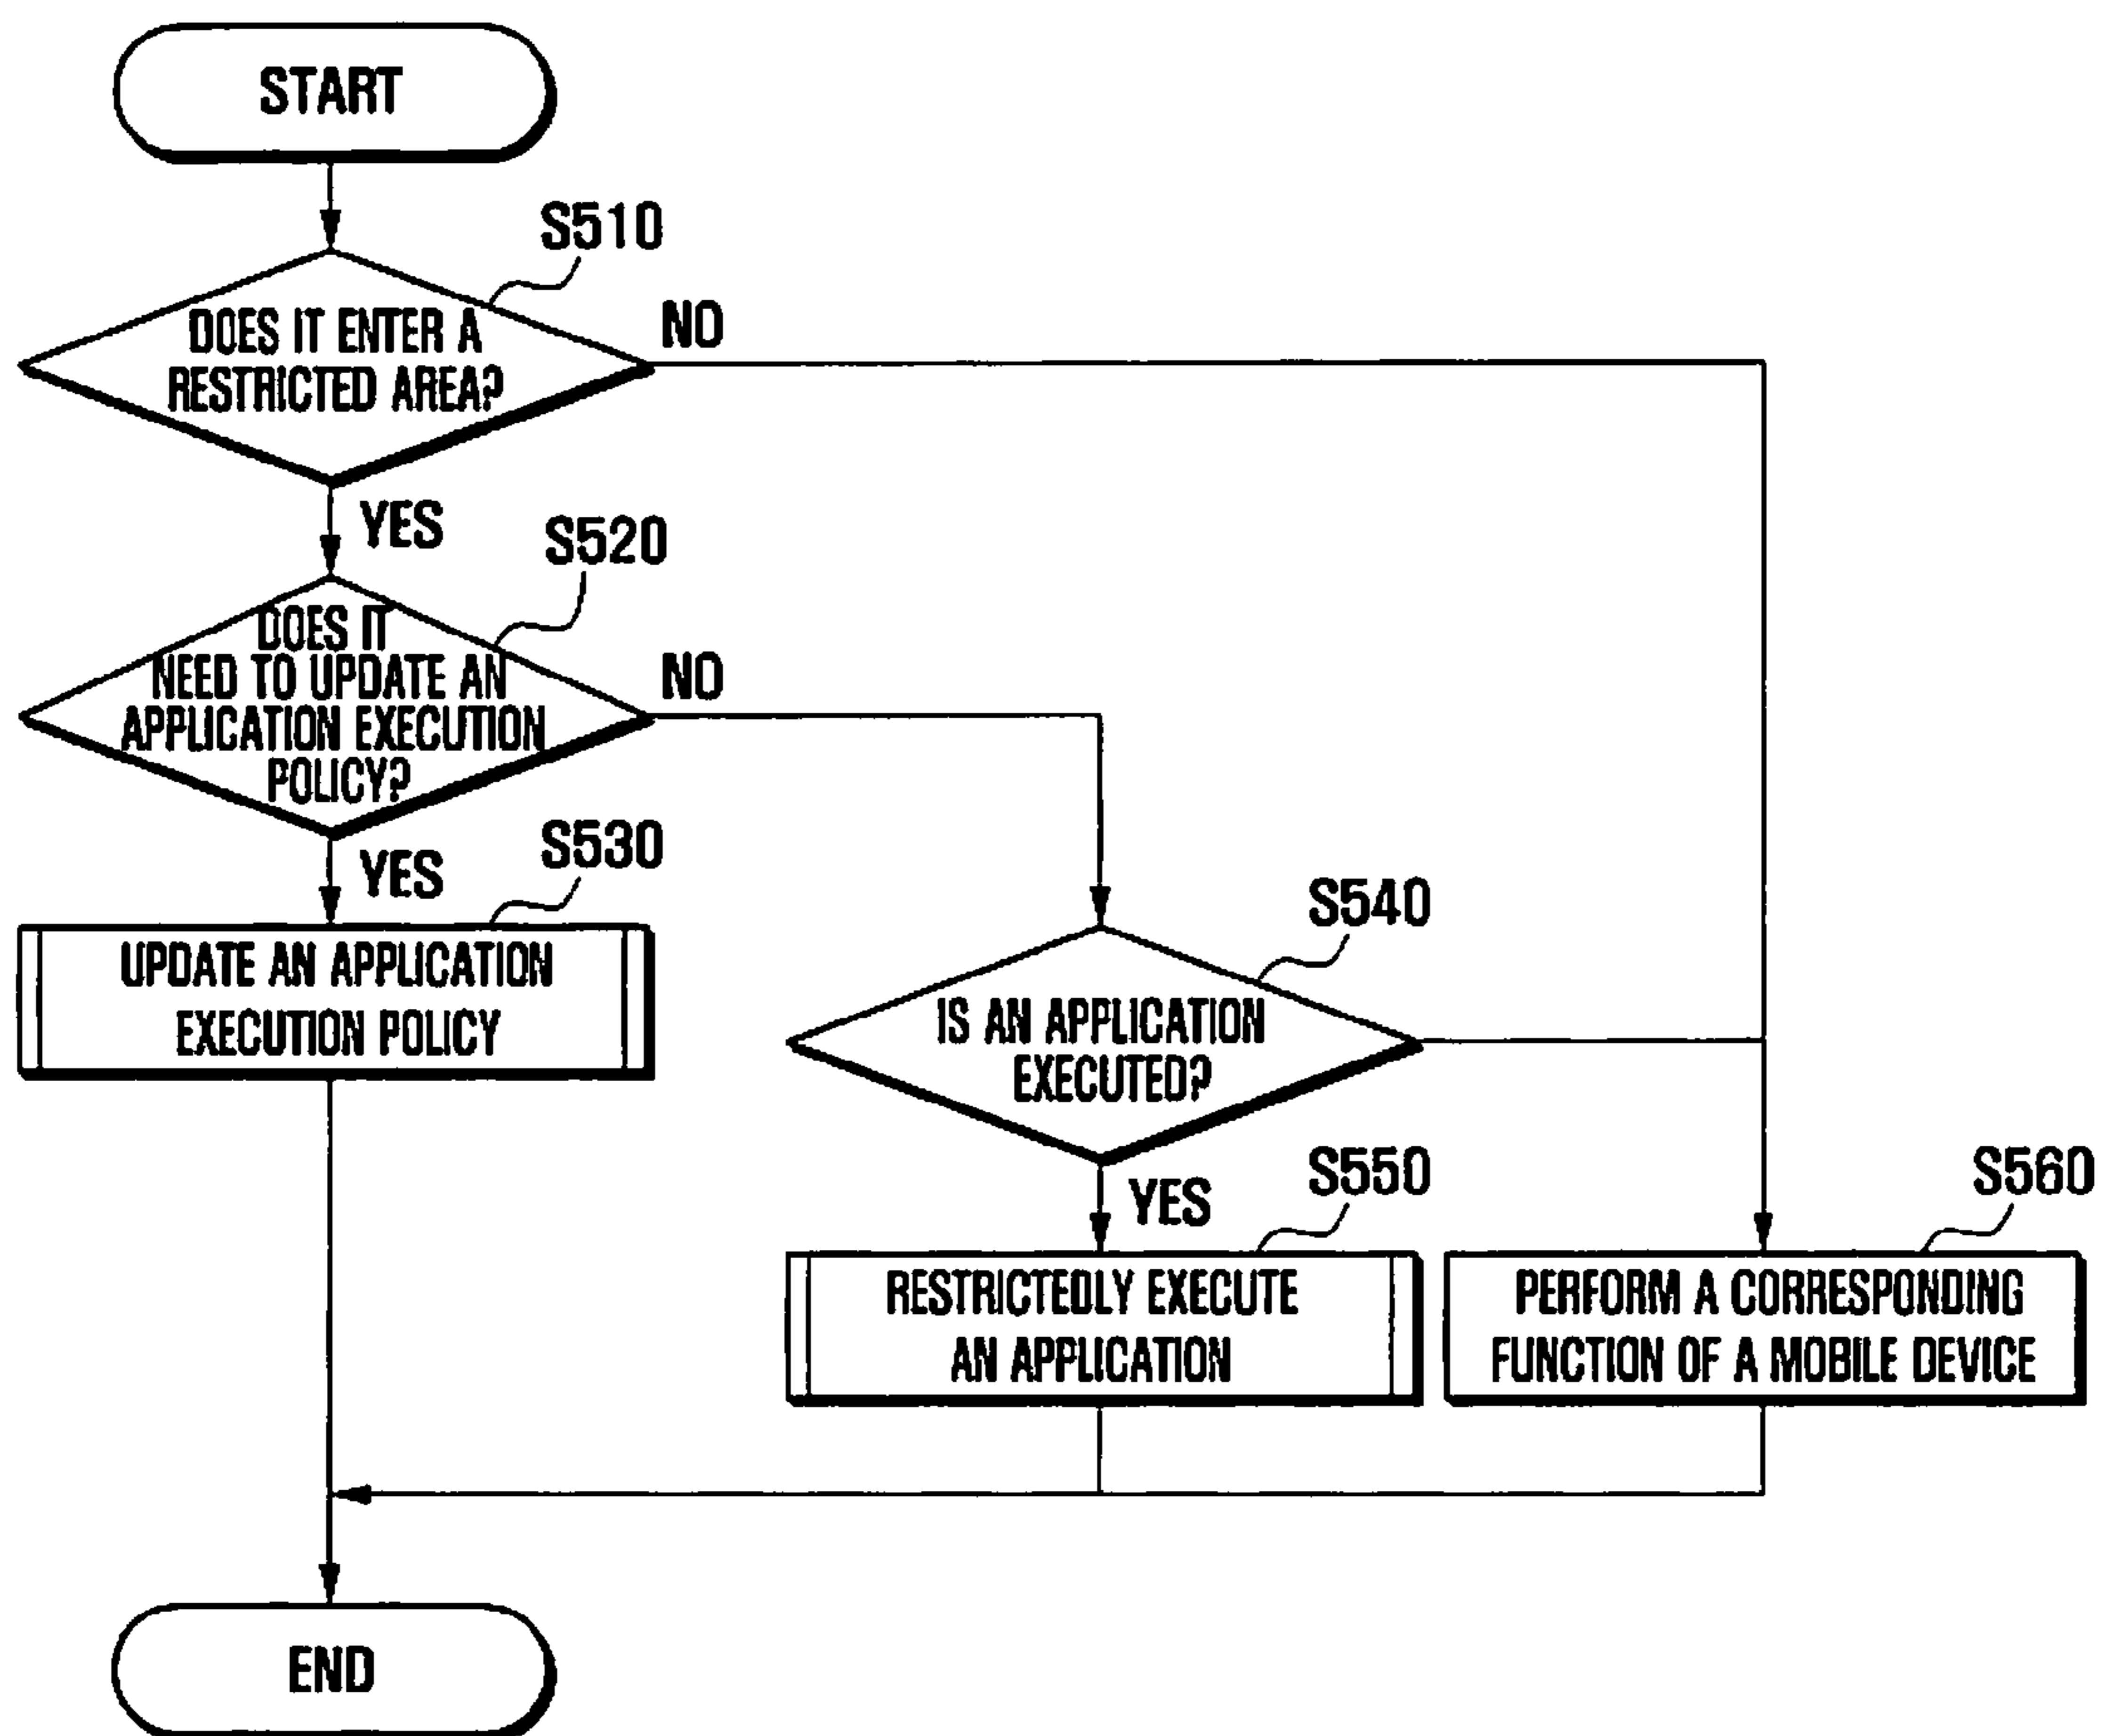 START
S510
DOES IT ENTER A
RESTRICTED AREA?
NO
YES
S520
DOES IT
NEED TO UPDATE AN
APPLICATION EXECUTION
POLICY?
NO
YES
S530
UPDATE AN APPLICATION
EXECUTION POLICY
S540
IS AN APPLICATION
EXECUTED?
YES
S550
RESTRICTEDLY EXECUTE
AN APPLICATION
S560
PERFORM A CORRESPONDING
FUNCTION OF A MOBILE DEVICE
END